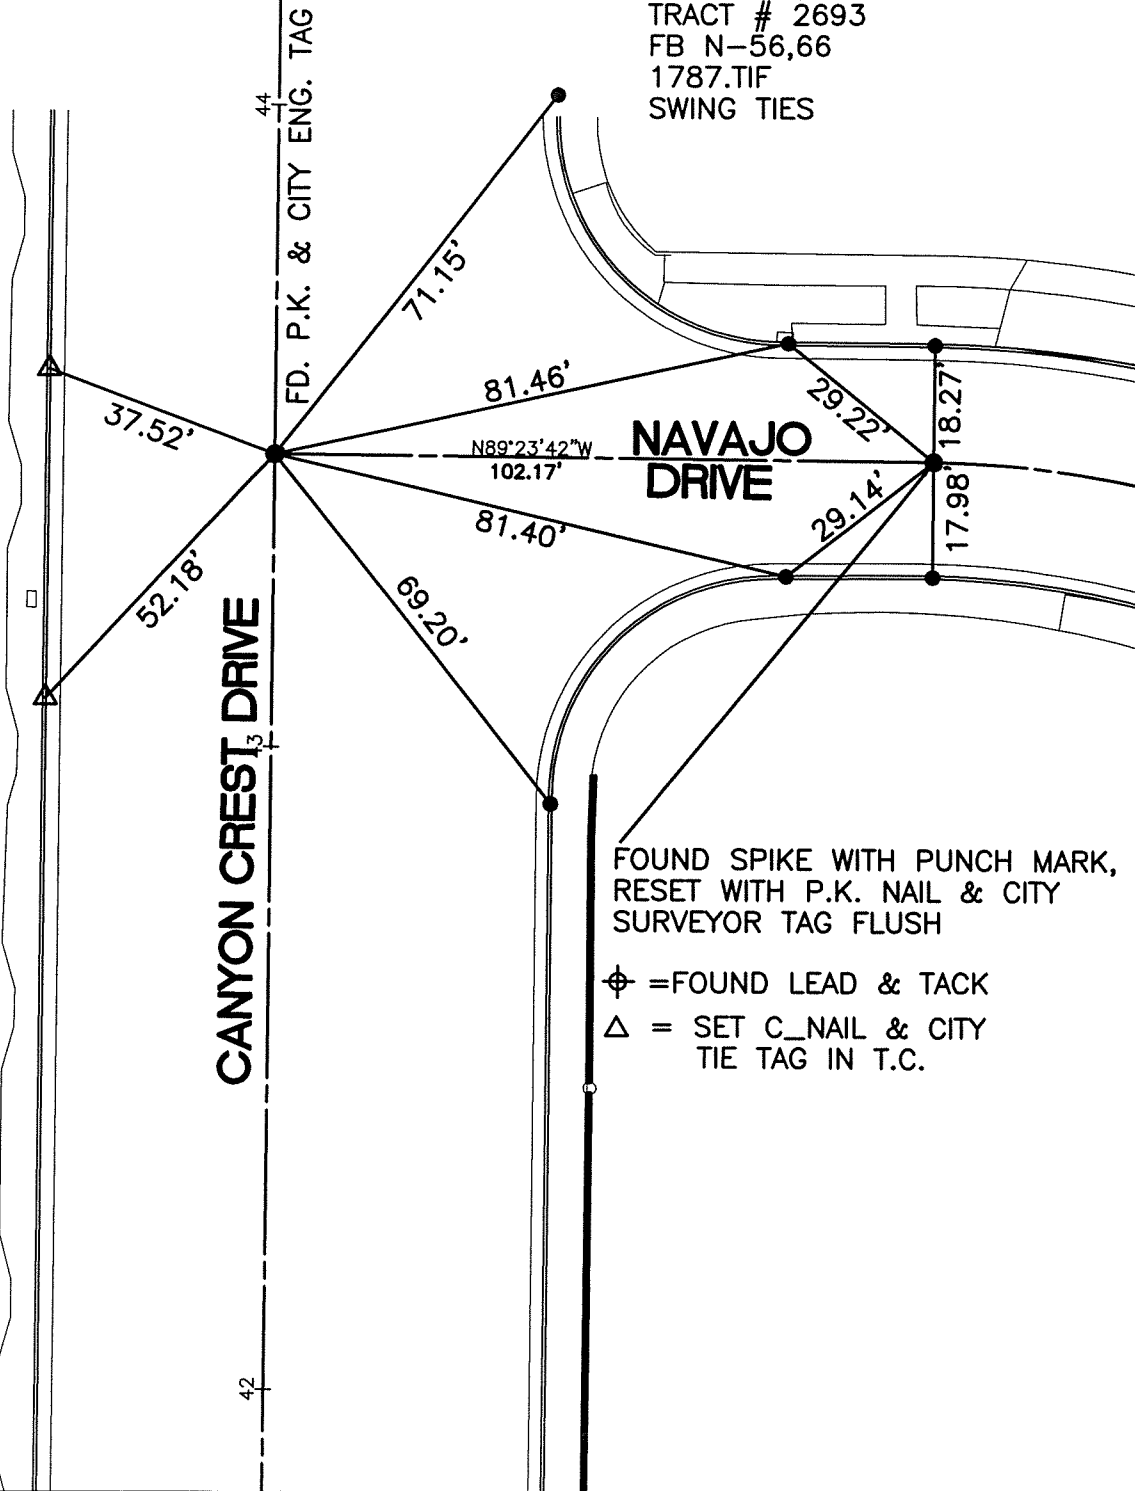 TRACT # 2693
FB N-56,66
1787.TIF
SWING TIES
44
FD. P.K. & CITY ENG. TAG
71.15'
81.46'
37.52'
29.22'
18.27'
N89°23'42"W
102.17'
NAVAJO
DRIVE
81.40'
29.14'
17.98'
52.18'
69.20'
CANYON CREST DRIVE
FOUND SPIKE WITH PUNCH MARK,
RESET WITH P.K. NAIL & CITY
SURVEYOR TAG FLUSH
=FOUND LEAD & TACK
= SET C_NAIL & CITY
TIE TAG IN T.C.
42